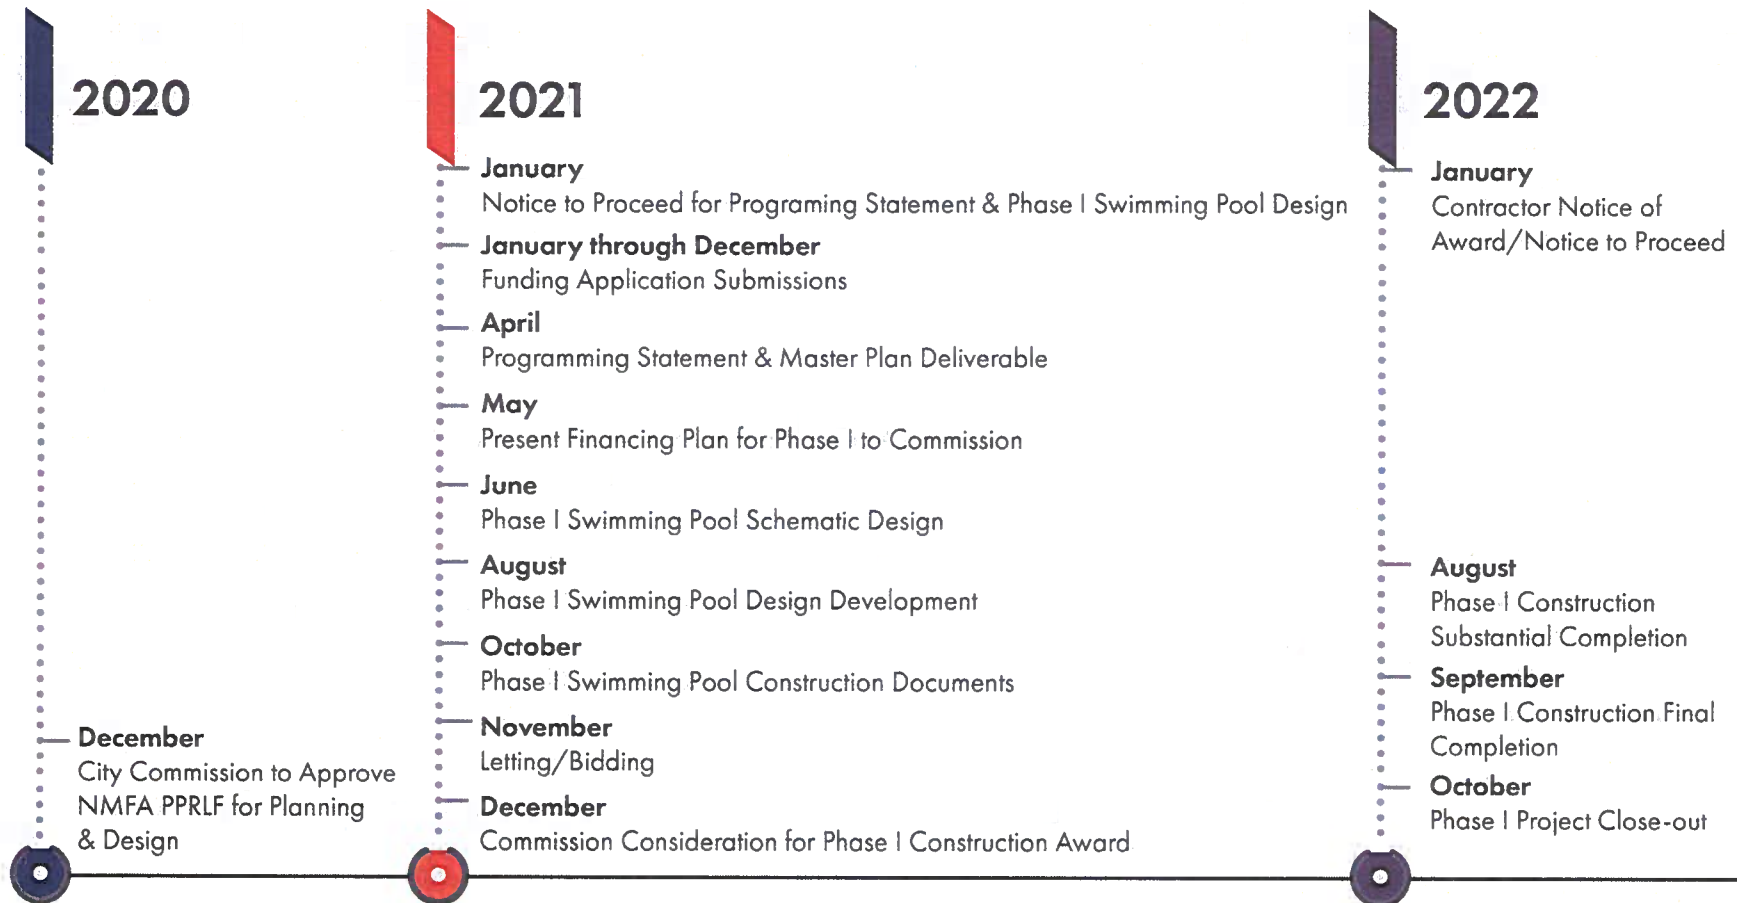 2020
December
City Commission to Approve
NMFA PPRLF for Planning
& Design
2021
January
Notice to Proceed for Programing Statement & Phase I Swimming Pool Design
January through December
Funding Application Submissions
April
Programming Statement & Master Plan Deliverable
May
Present Financing Plan for Phase I to Commission
June
Phase I Swimming Pool Schematic Design
August
Phase I Swimming Pool Design Development
October
Phase I Swimming Pool Construction Documents
November
Letting/Bidding
December
Commission Consideration for Phase I Construction Award
2022
January
Contractor Notice of
Award/Notice to Proceed
August
Phase I Construction
Substantial Completion
September
Phase I Construction Final
Completion
October
Phase I Project Close-out